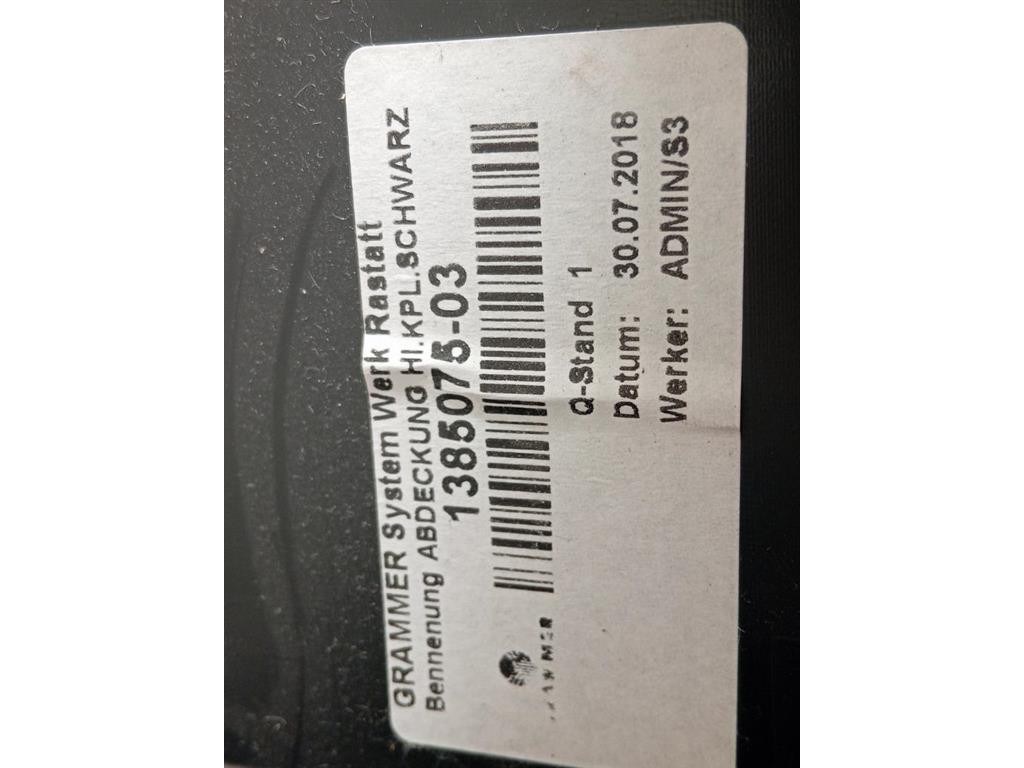 GRAMMER System Werk Rastatt
Bennenung ABDECKUNG HI.KPL.SCHWARZ
1385075-03
Q-Stand 1
Datum: 30.07.2018
Werker: ADMIN/S3